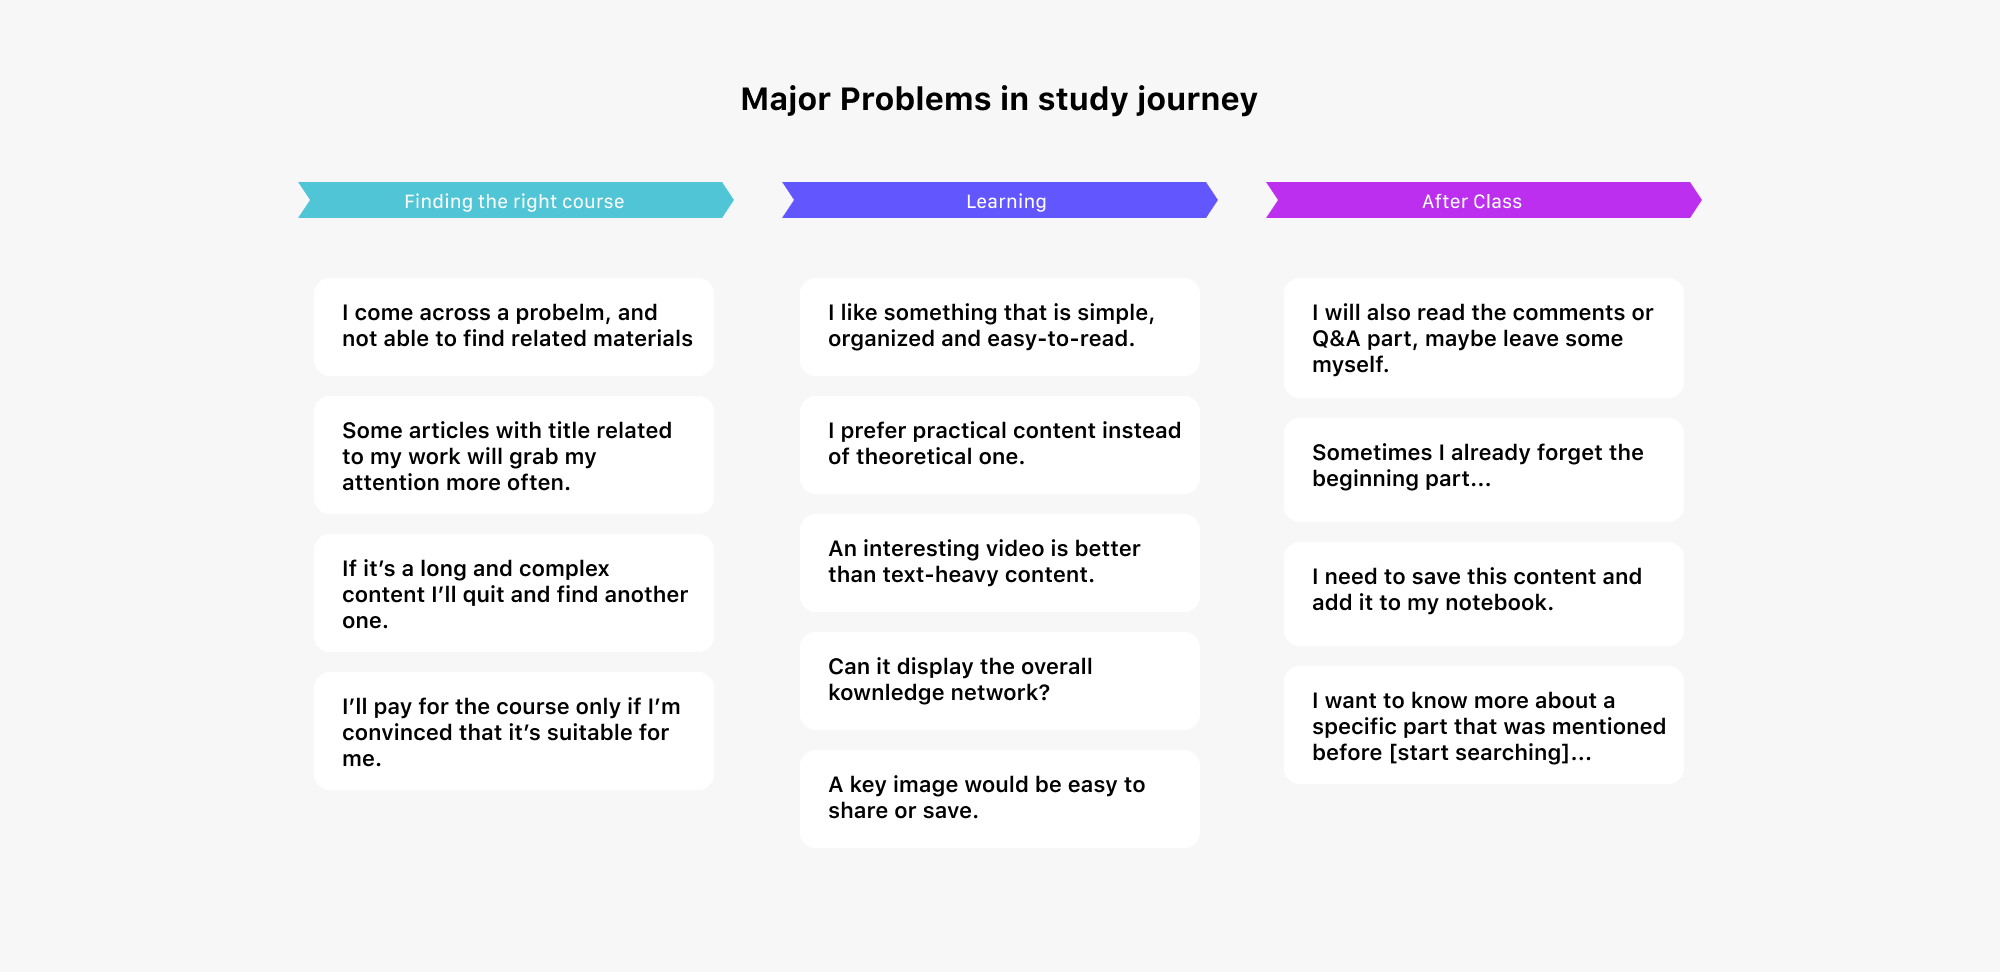 Major Problems in study journey
Finding the right course
Learning
After Class
I come across a probelm, and
not able to find related materials
Some articles with title related
to my work will grab my
attention more often.
If it’s a long and complex
content I’ll quit and find another
one.
I’ll pay for the course only if I’m
convinced that it’s suitable for
me.
I like something that is simple,
organized and easy-to-read.
I prefer practical content instead
of theoretical one.
An interesting video is better
than text-heavy content.
Can it display the overall
kownledge network?
A key image would be easy to
share or save.
I will also read the comments or
Q&A part, maybe leave some
myself.
Sometimes I already forget the
beginning part...
I need to save this content and
add it to my notebook.
I want to know more about a
specific part that was mentioned
before [start searching]...